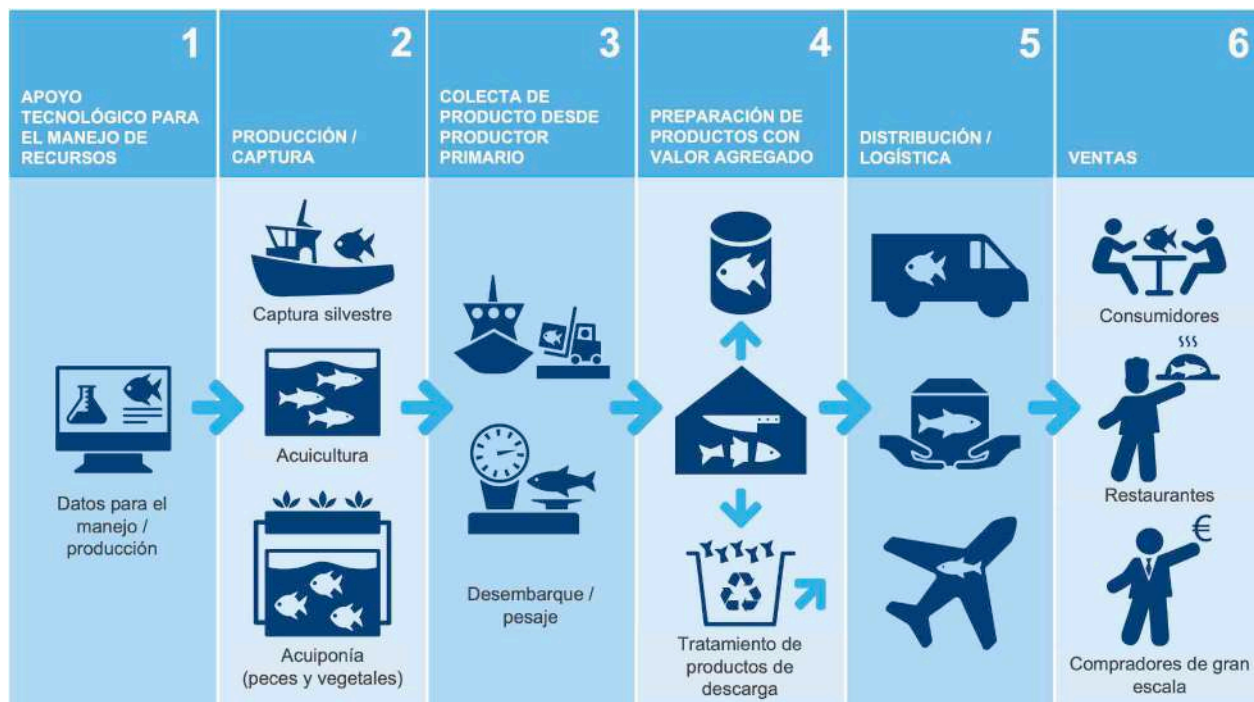 1
APOYO
TECNOLÓGICO PARA
EL MANEJO DE
RECURSOS
Datos para el
manejo /
producción
2
PRODUCCIÓN /
CAPTURA
Captura silvestre
Acuicultura
Acuiponía
(peces y vegetales)
3
COLECTA DE
PRODUCTO DESDE
PRODUCTOR
PRIMARIO
Desembarque /
pesaje
4
PREPARACIÓN DE
PRODUCTOS CON
VALOR AGREGADO
Tratamiento de
productos de
descarga
5
DISTRIBUCIÓN /
LOGÍSTICA
6
VENTAS
Consumidores
Restaurantes
€
Compradores de gran
escala